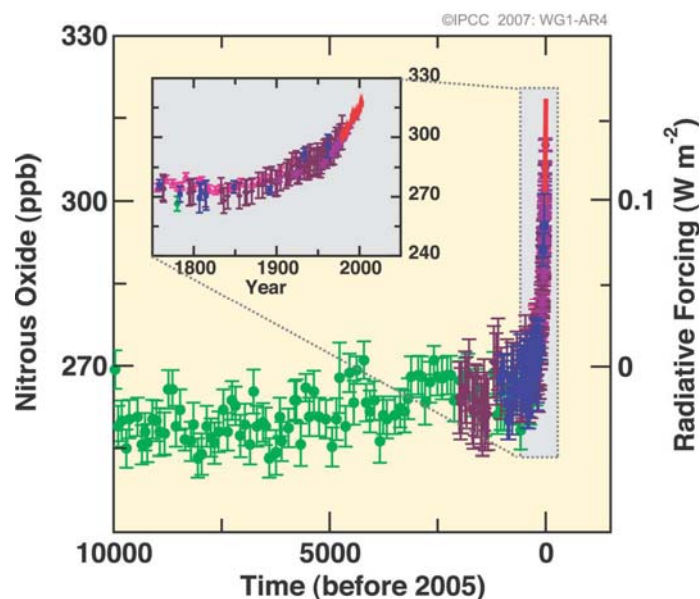 ©IPCC 2007: WG1-AR4
330
300
270
Nitrous Oxide (ppb)
330
300
270
240
1800 1900 2000
Year
0.1
0
Radiative Forcing (W m-2)
10000 5000 0
Time (before 2005)